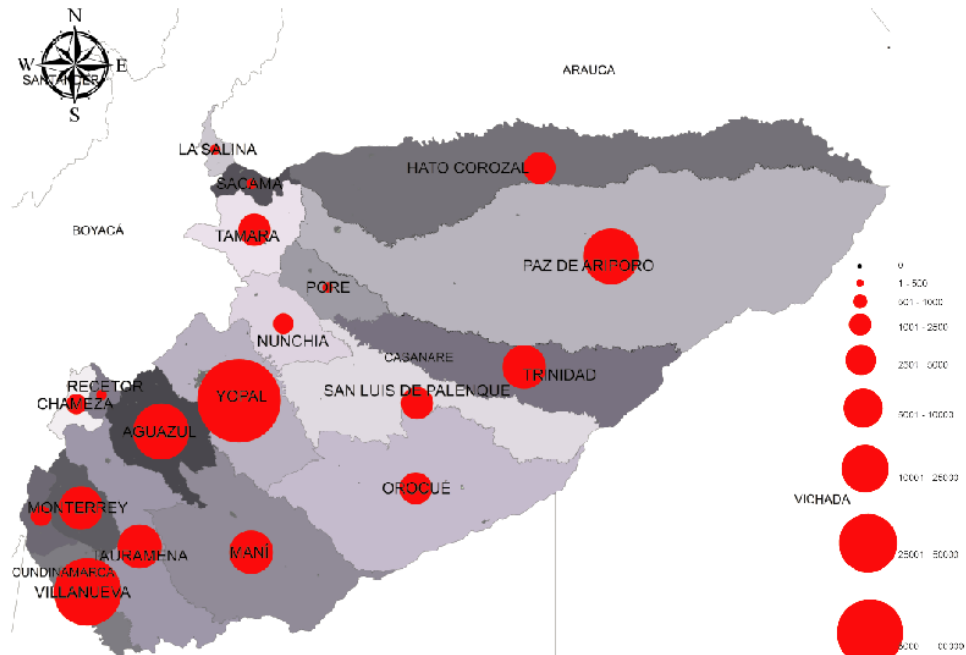 N
W E
SANTANDER
S
ARAUCA
LA SALINA
HATO COROZAL
SACAMA
BOYACÁ
TAMARA
PAZ DE ARIPORO
0
PORE
1 - 500
501 - 1000
NUNCHIA
1001 - 2500
CASANARE
2501 - 5000
TRINIDAD
RECETOR
SAN LUIS DE PALENQUE
YOPAL
CHAMEZA
5001 - 10000
AGUAZUL
10001 25000
OROCUÉ
VICHADA
MONTERREY
TAURAMENA
MANÍ
25001 50000
CUNDINAMARCA
VILLANUEVA